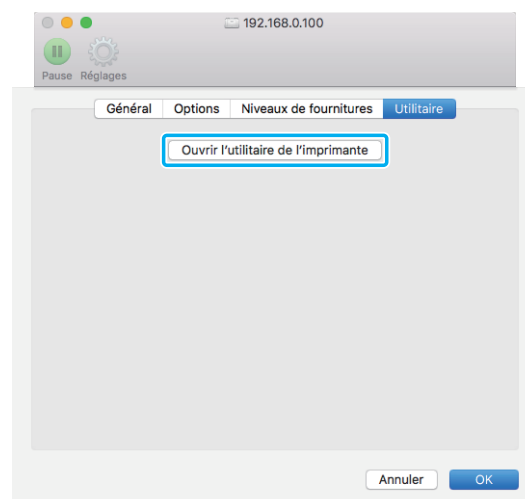 192.168.0.100
Pause Réglages
Général Options Niveaux de fournitures Utilitaire
Ouvrir l’utilitaire de l’imprimante
Annuler OK